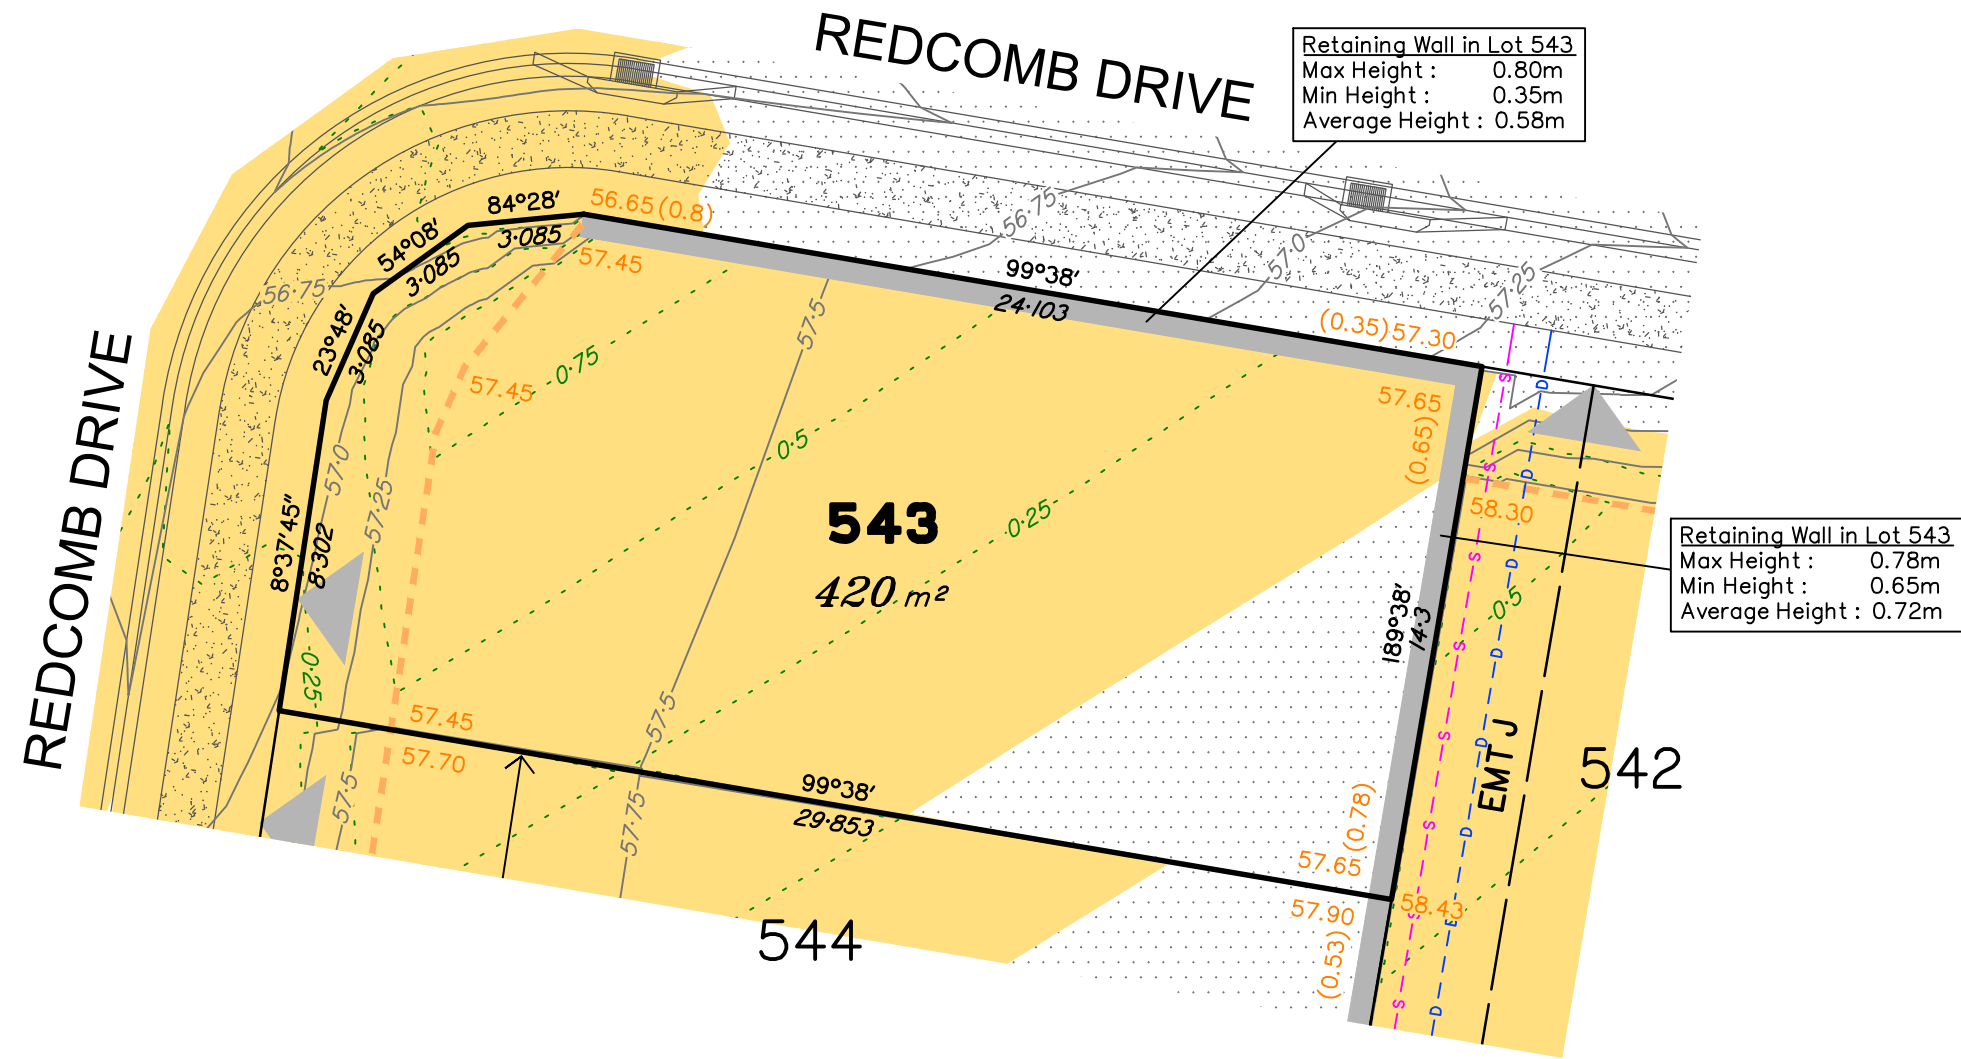 REDCOMB DRIVE
Retaining Wall in Lot 543
Max Height : 0.80m
Min Height : 0.35m
Average Height : 0.58m
84°28'
3·085
56.65(0.8)
57.45
54°08'
3·085
56·75
56·75
57·0
57·25
99°38'
24·103
(0.35)57.30
23°48'
3·085
57.45
0·75
57·5
57.65
(0.65)
0·5
S
D
REDCOMB DRIVE
57·0
57·25
8°37'45"
8·302
543
420 m²
0·25
58.30
S
D
Retaining Wall in Lot 543
Max Height : 0.78m
Min Height : 0.65m
Average Height : 0.72m
S
D
189°38'
14·3
0·5
S
D
0·25
57.45
57.70
57·5
57·5
57·75
99°38'
29·853
S
D
EMT J
542
(0.78)
57.65
S
D
57.90
(0.53)
58.43
S
D
544
S
D